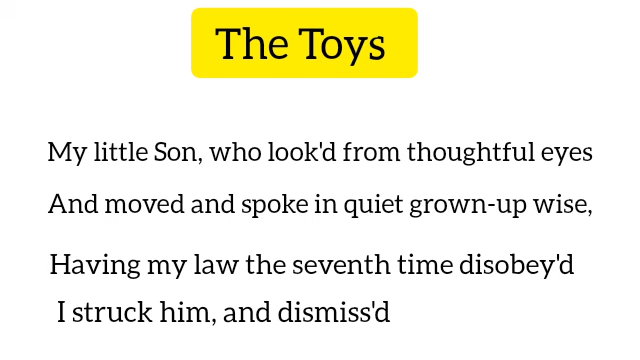 The Toys
My little Son, who look'd from thoughtful eyes
And moved and spoke in quiet grown-up wise,
Having my law the seventh time disobey'd
I struck him, and dismiss'd